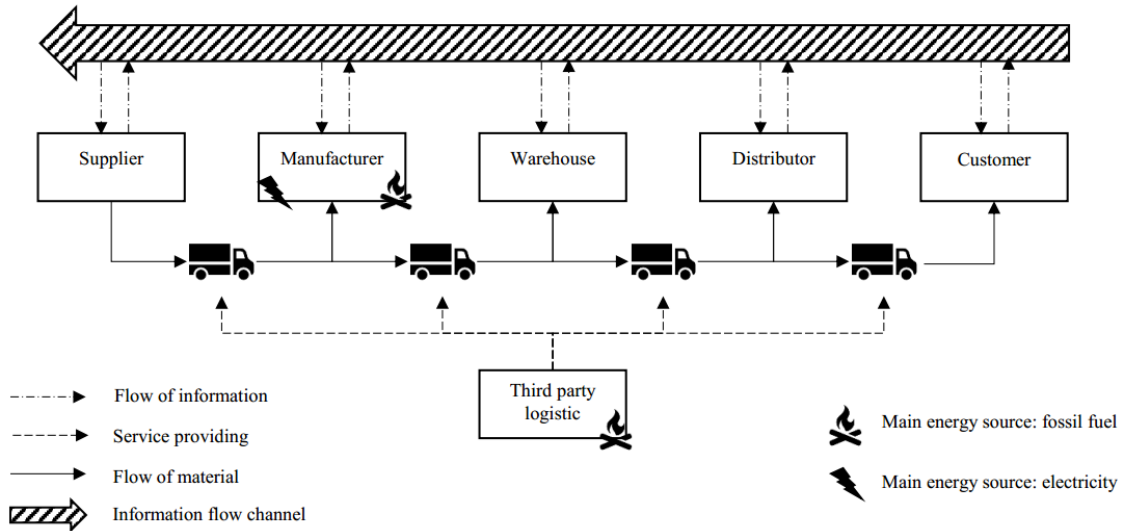 Supplier
Manufacturer
Warehouse
Distributor
Customer
Third party
logistic
Flow of information
Service providing
Flow of material
Information flow channel
Main energy source: fossil fuel
Main energy source: electricity